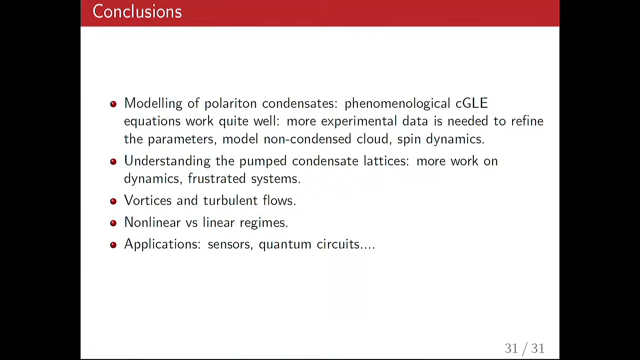 Conclusions
Modelling of polariton condensates: phenomenological cGLE
equations work quite well: more experimental data is needed to refine
the parameters, model non-condensed cloud, spin dynamics.
Understanding the pumped condensate lattices: more work on
dynamics, frustrated systems.
Vortices and turbulent flows.
Nonlinear vs linear regimes.
Applications: sensors, quantum circuits....
31 / 31